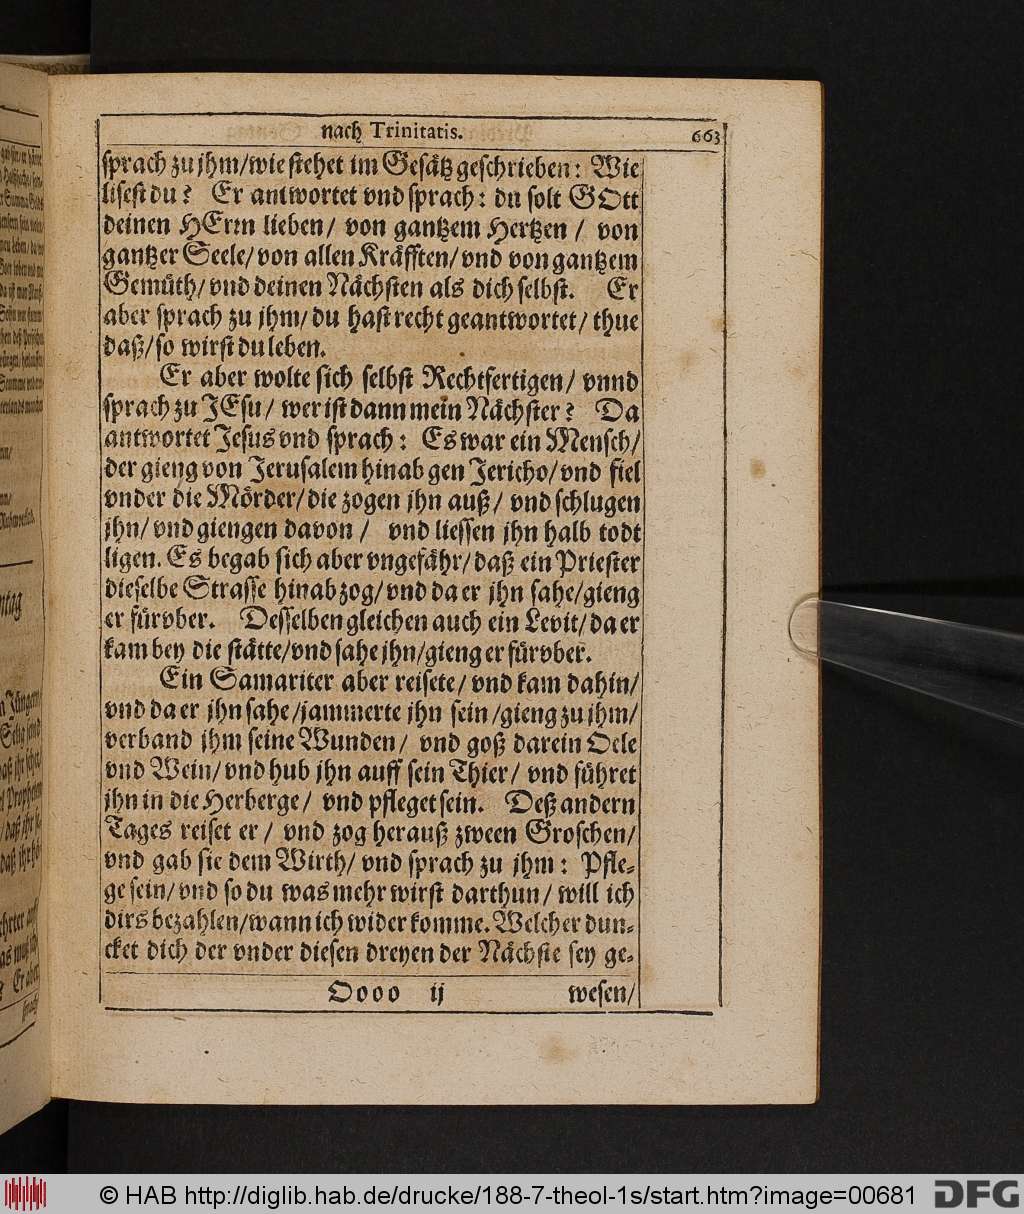 nach Trinitatis. 663
sprach zu jhm/wie stehet im Gesätz geschrieben: Wie
lisest du? Er antwortet vnd sprach: du solt GOtt
deinen HErrn lieben/ von gantzem Hertzen / von
gantzer Seele/von allen Kräfften/vnd von gantzem
Gemüth/vnd deinen Nächsten als dich selbst. Er
aber sprach zu jhm/du hast recht geantwortet/thue
daß/so wirst du leben.
Er aber wolte sich selbst Rechtfertigen/ vnnd
sprach zu JEsu/ wer ist dann mein Nächster? Da
antwortet Jesus vnd sprach: Es war ein Mensch/
der gieng von Jerusalem hinab gen Jericho/vnd fiel
vnder die Mörder/die zogen jhn auß/ vnd schlugen
jhn/vnd giengen davon / vnd liessen jhn halb todt
ligen. Es begab sich aber vngefähr/daß ein Priester
dieselbe Strasse hinab zog/vnd da er jhn sahe/gieng
er fürvber. Desselben gleichen auch ein Levit/da er
kam bey die stätte/vnd sahe jhn/gieng er fürvber.
Ein Samariter aber reisete/vnd kam dahin/
vnd da er jhn sahe/jammerte jhn sein/gieng zu jhm/
verband jhm seine Wunden/ vnd goß darein Oele
vnd Wein/vnd hub jhn auff sein Thier/ vnd führet
jhn in die Herberge/ vnd pfleget sein. Deß andern
Tages reiset er/ vnd zog herauß zween Groschen/
vnd gab sie dem Wirth/vnd sprach zu jhm: Pfle-
ge sein/vnd so du was mehr wirst darthun/will ich
dirs bezahlen/wann ich wider komme. Welcher dun-
cket dich der vnder diesen dreyen der Nächste sey ge-
Oooo ij wesen/
© HAB http://diglib.hab.de/drucke/188-7-theol-1s/start.htm?image=00681 DFG